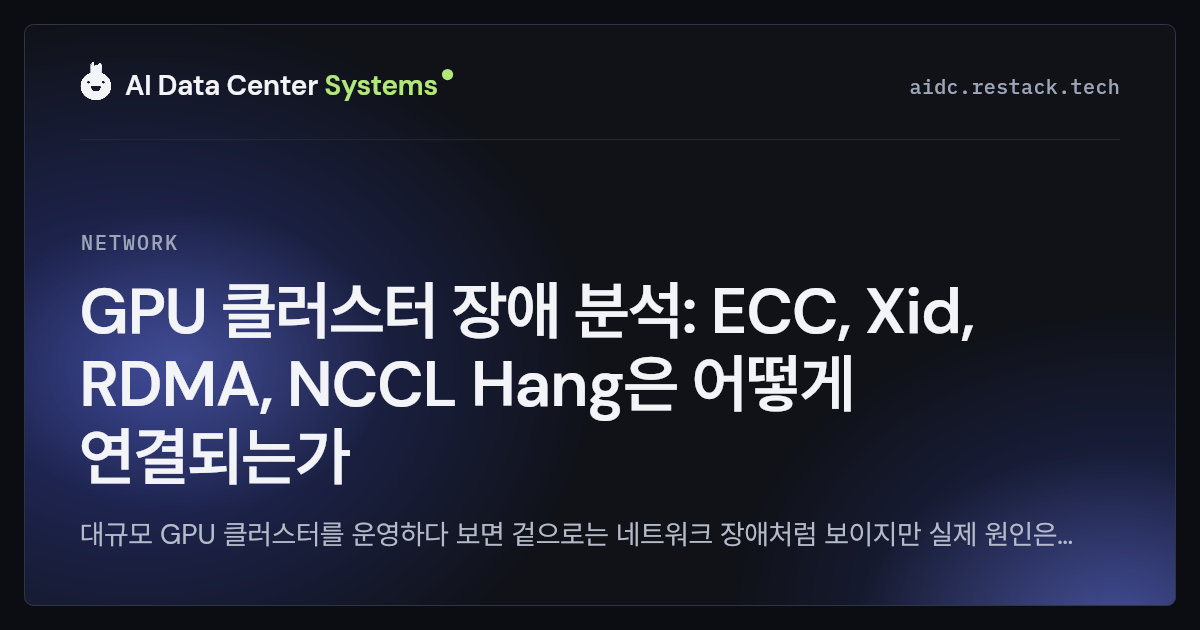 AI Data Center Systems
aidc.restack.tech
NETWORK
GPU 클러스터 장애 분석: ECC, Xid,
RDMA, NCCL Hang은 어떻게
연결되는가
대규모 GPU 클러스터를 운영하다 보면 겉으로는 네트워크 장애처럼 보이지만 실제 원인은…